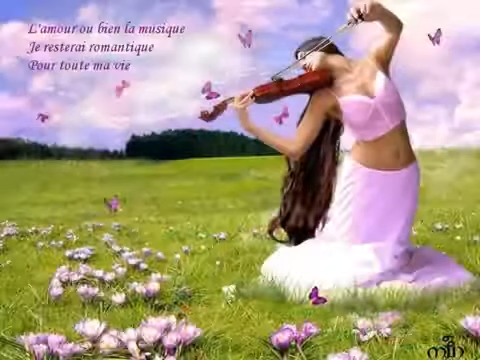 L'amour ou bien la musique
Je resterai romantique
Pour toute ma vie